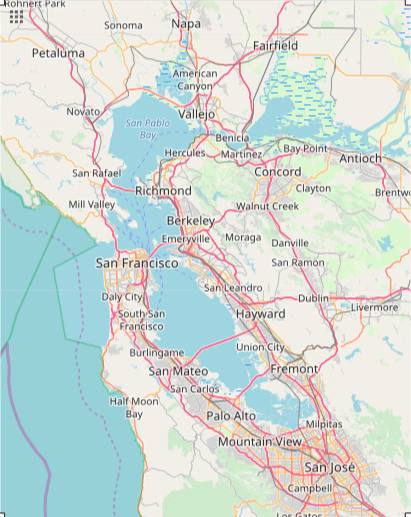 Rohnert Park
Sonoma
Napa
Petaluma
Fairfield
American
Canyon
Novato
Vallejo
San Pablo
Bay
Benicia
Hercules
Martinez
Bay Point
Antioch
Concord
San Rafael
Richmond
Clayton
Brentwo
Mill Valley
Walnut Creek
Berkeley
Emeryville
Moraga
Danville
San Francisco
San Ramon
San Leandro
Daly City
Dublin
Livermore
South San
Francisco
Hayward
Union City
Burlingame
San Mateo
Fremont
San Carlos
Half Moon
Bay
Palo Alto
Milpitas
Mountain View
San José
Campbell
Los Gatos